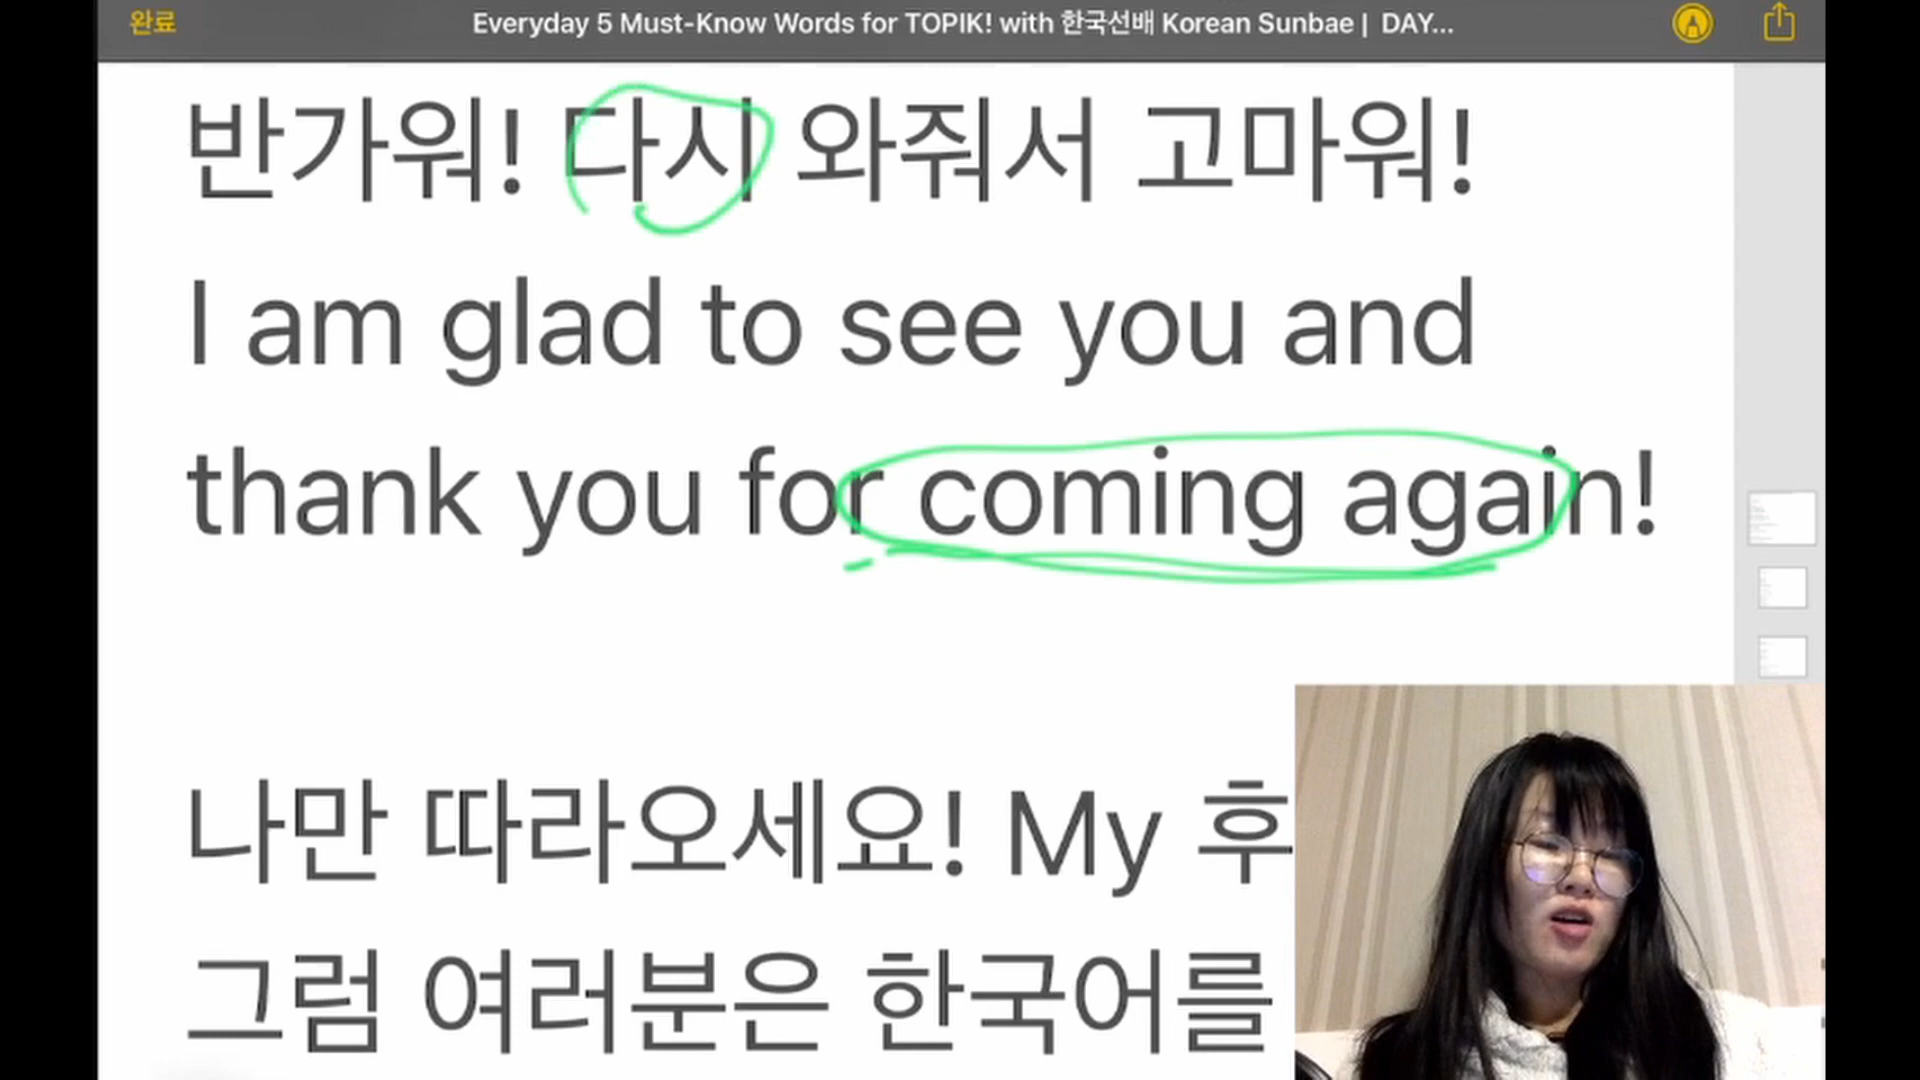 완료
Everyday 5 Must-Know Words for TOPIK! with 한국선배 Korean Sunbae | DAY...
반가워! 다시 와줘서 고마워!
I am glad to see you and
thank you for coming again!
나만 따라오세요! My 후
그럼 여러분은 한국어를